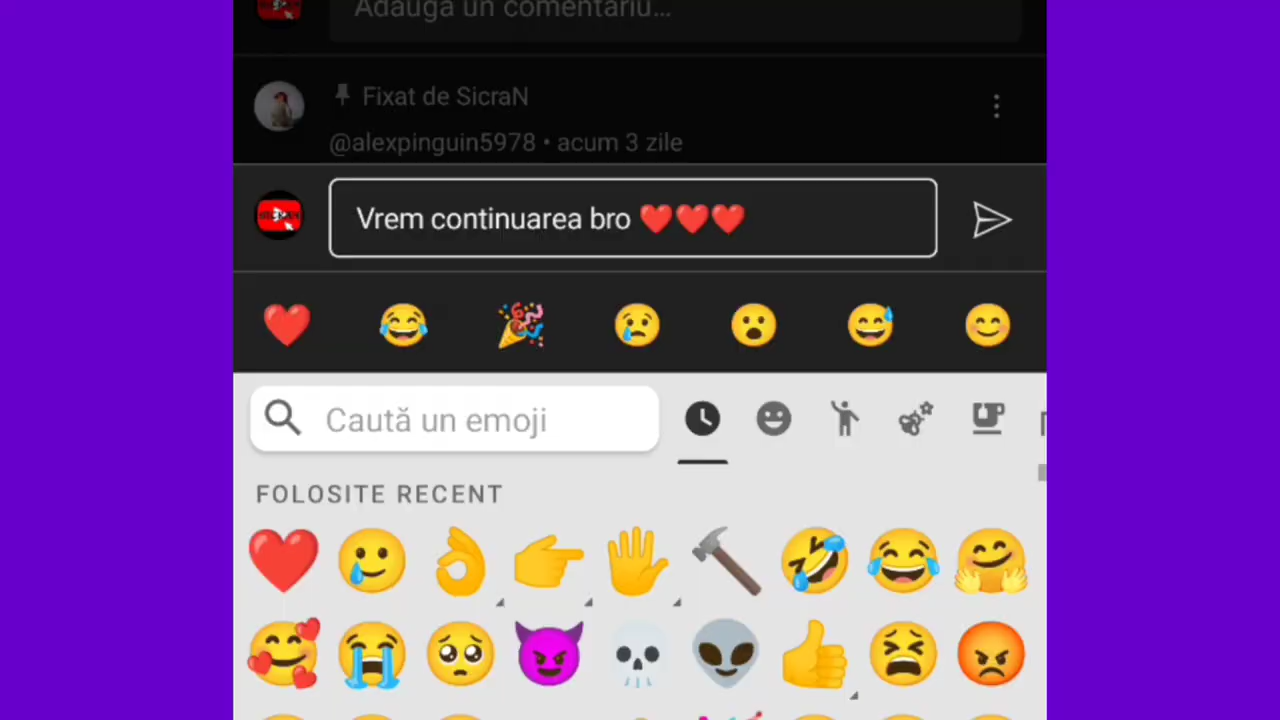 Adaugă un comentariu...
Fixat de SicraN
@alexpinguin5978 • acum 3 zile
Vrem continuarea bro ❤️❤️❤️
Caută un emoji
FOLOSITE RECENT